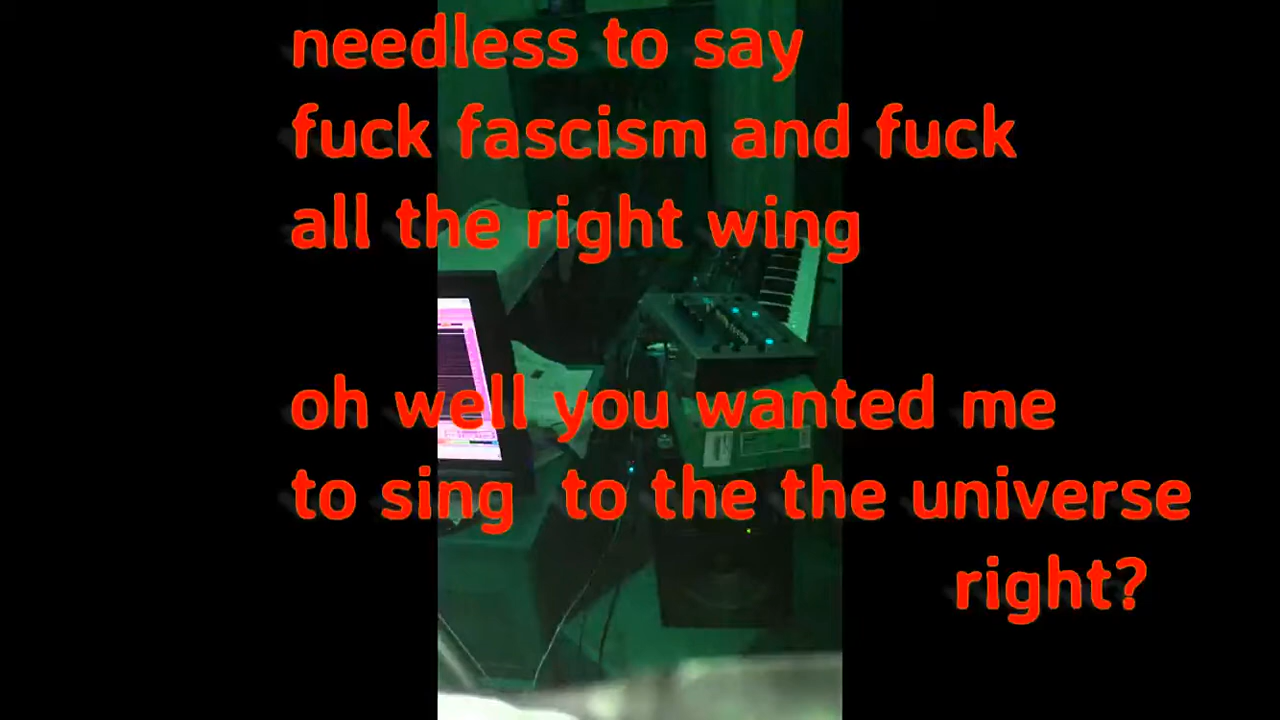 needless to say
fuck fascism and fuck
all the right wing
oh well you wanted me
to sing to the the universe
right?